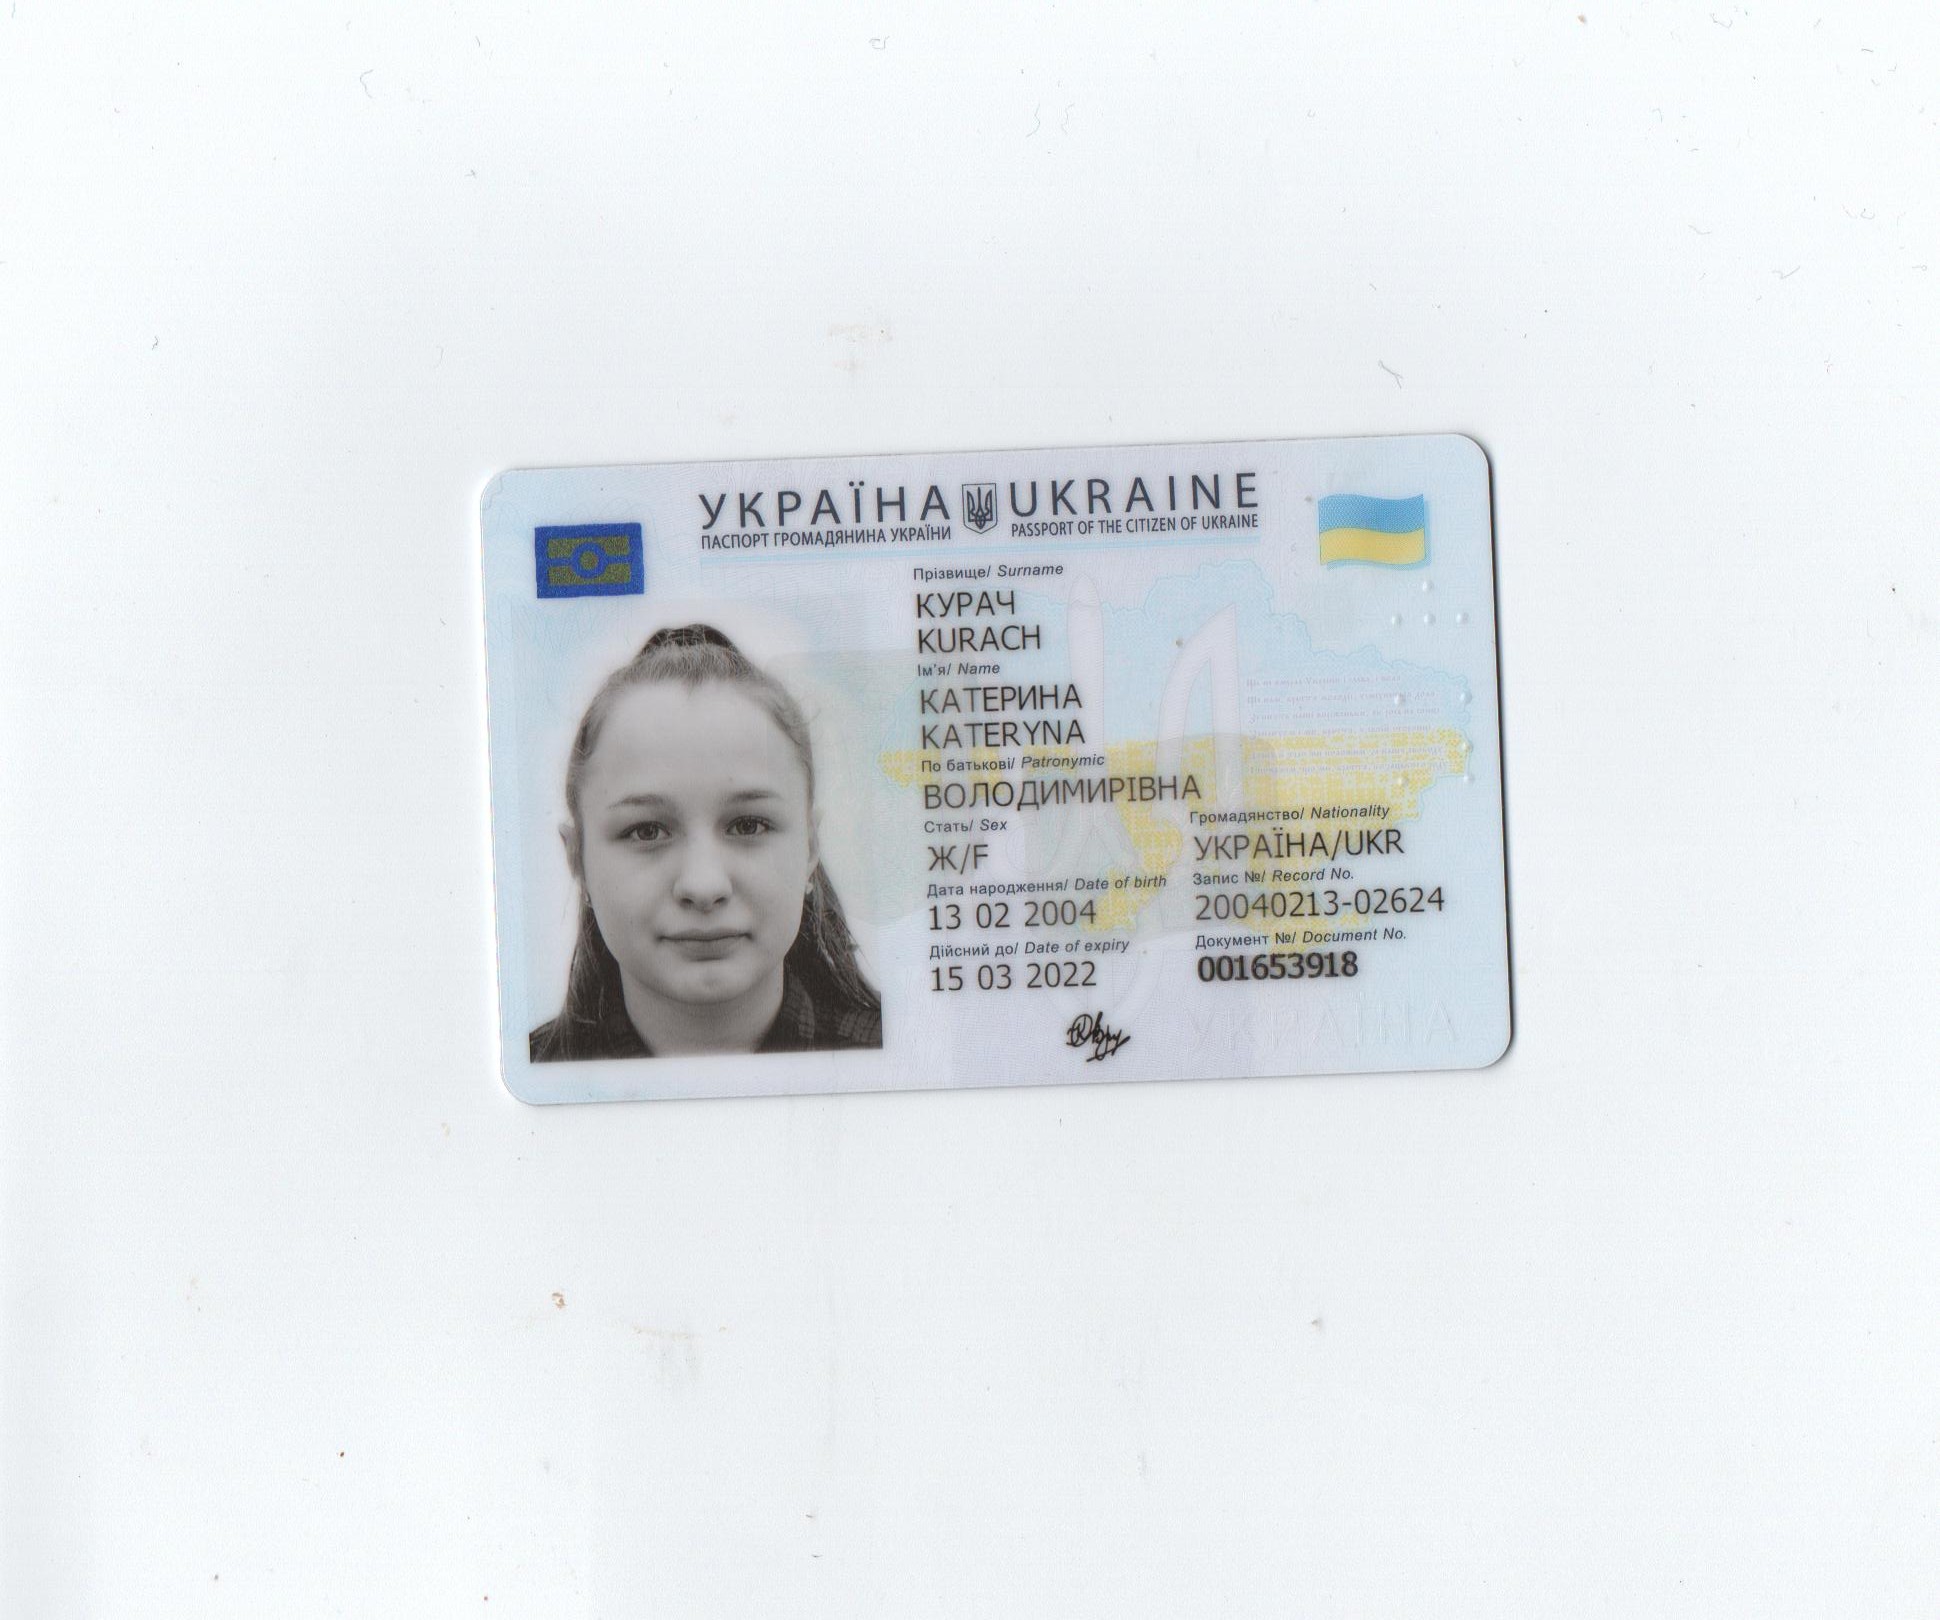 УКРАЇНА UKRAINE
ПАСПОРТ ГРОМАДЯНИНА УКРАЇНИ PASSPORT OF THE CITIZEN OF UKRAINE
Прізвище/ Surname
КУРАЧ
KURACH
Ім'я/ Name
КАТЕРИНА
KATERYNA
По батькові/ Patronymic
ВОЛОДИМИРІВНА
Стать/ Sex
Ж/F
Громадянство/ Nationality
УКРАЇНА/UKR
Дата народження/ Date of birth
13 02 2004
Запис №/ Record No.
20040213-02624
Дійсний до/ Date of expiry
15 03 2022
Документ №/ Document No.
001653918
УКРАЇНА